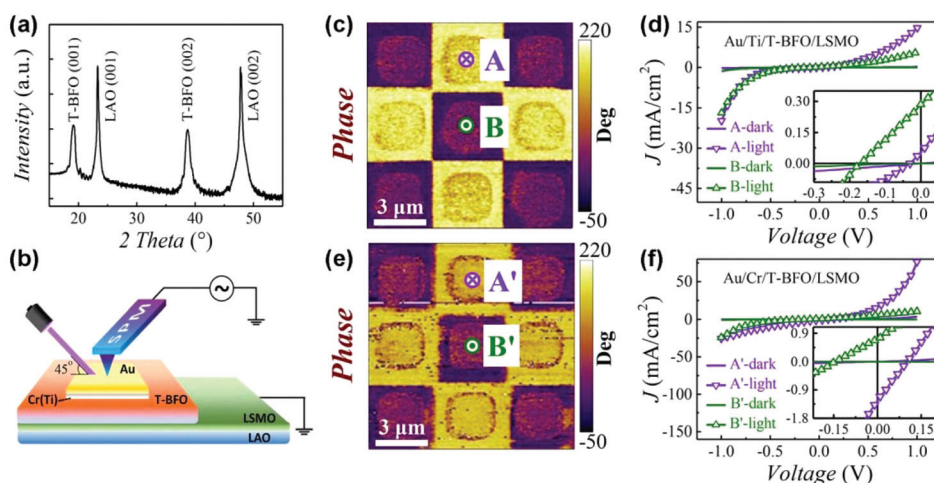 (a)
Intensity (a.u.)
T-BFO (001)
LAO (001)
T-BFO (002)
LAO (002)
20 30 40 50
2 Theta (°)
(b)
SPM
45°
Au
Cr(Ti)
T-BFO
LSMO
LAO
(c)
Phase
A
B
3 μm
220
Deg
-50
(d)
Au/Ti/T-BFO/LSMO
J (mA/cm²)
15
0
-15
-30
-45
A-dark
A-light
B-dark
B-light
0.30
0.15
0.00
-0.3 -0.2 -0.1 0.0
-1.0 -0.5 0.0 0.5 1.0
Voltage (V)
(e)
Phase
A'
B'
3 μm
220
Deg
-50
(f)
Au/Cr/T-BFO/LSMO
J (mA/cm²)
50
0
-50
-100
-150
A'-dark
A'-light
B'-dark
B'-light
0.9
0.0
-0.9
-1.8
-0.15 0.00 0.15
-1.0 -0.5 0.0 0.5 1.0
Voltage (V)